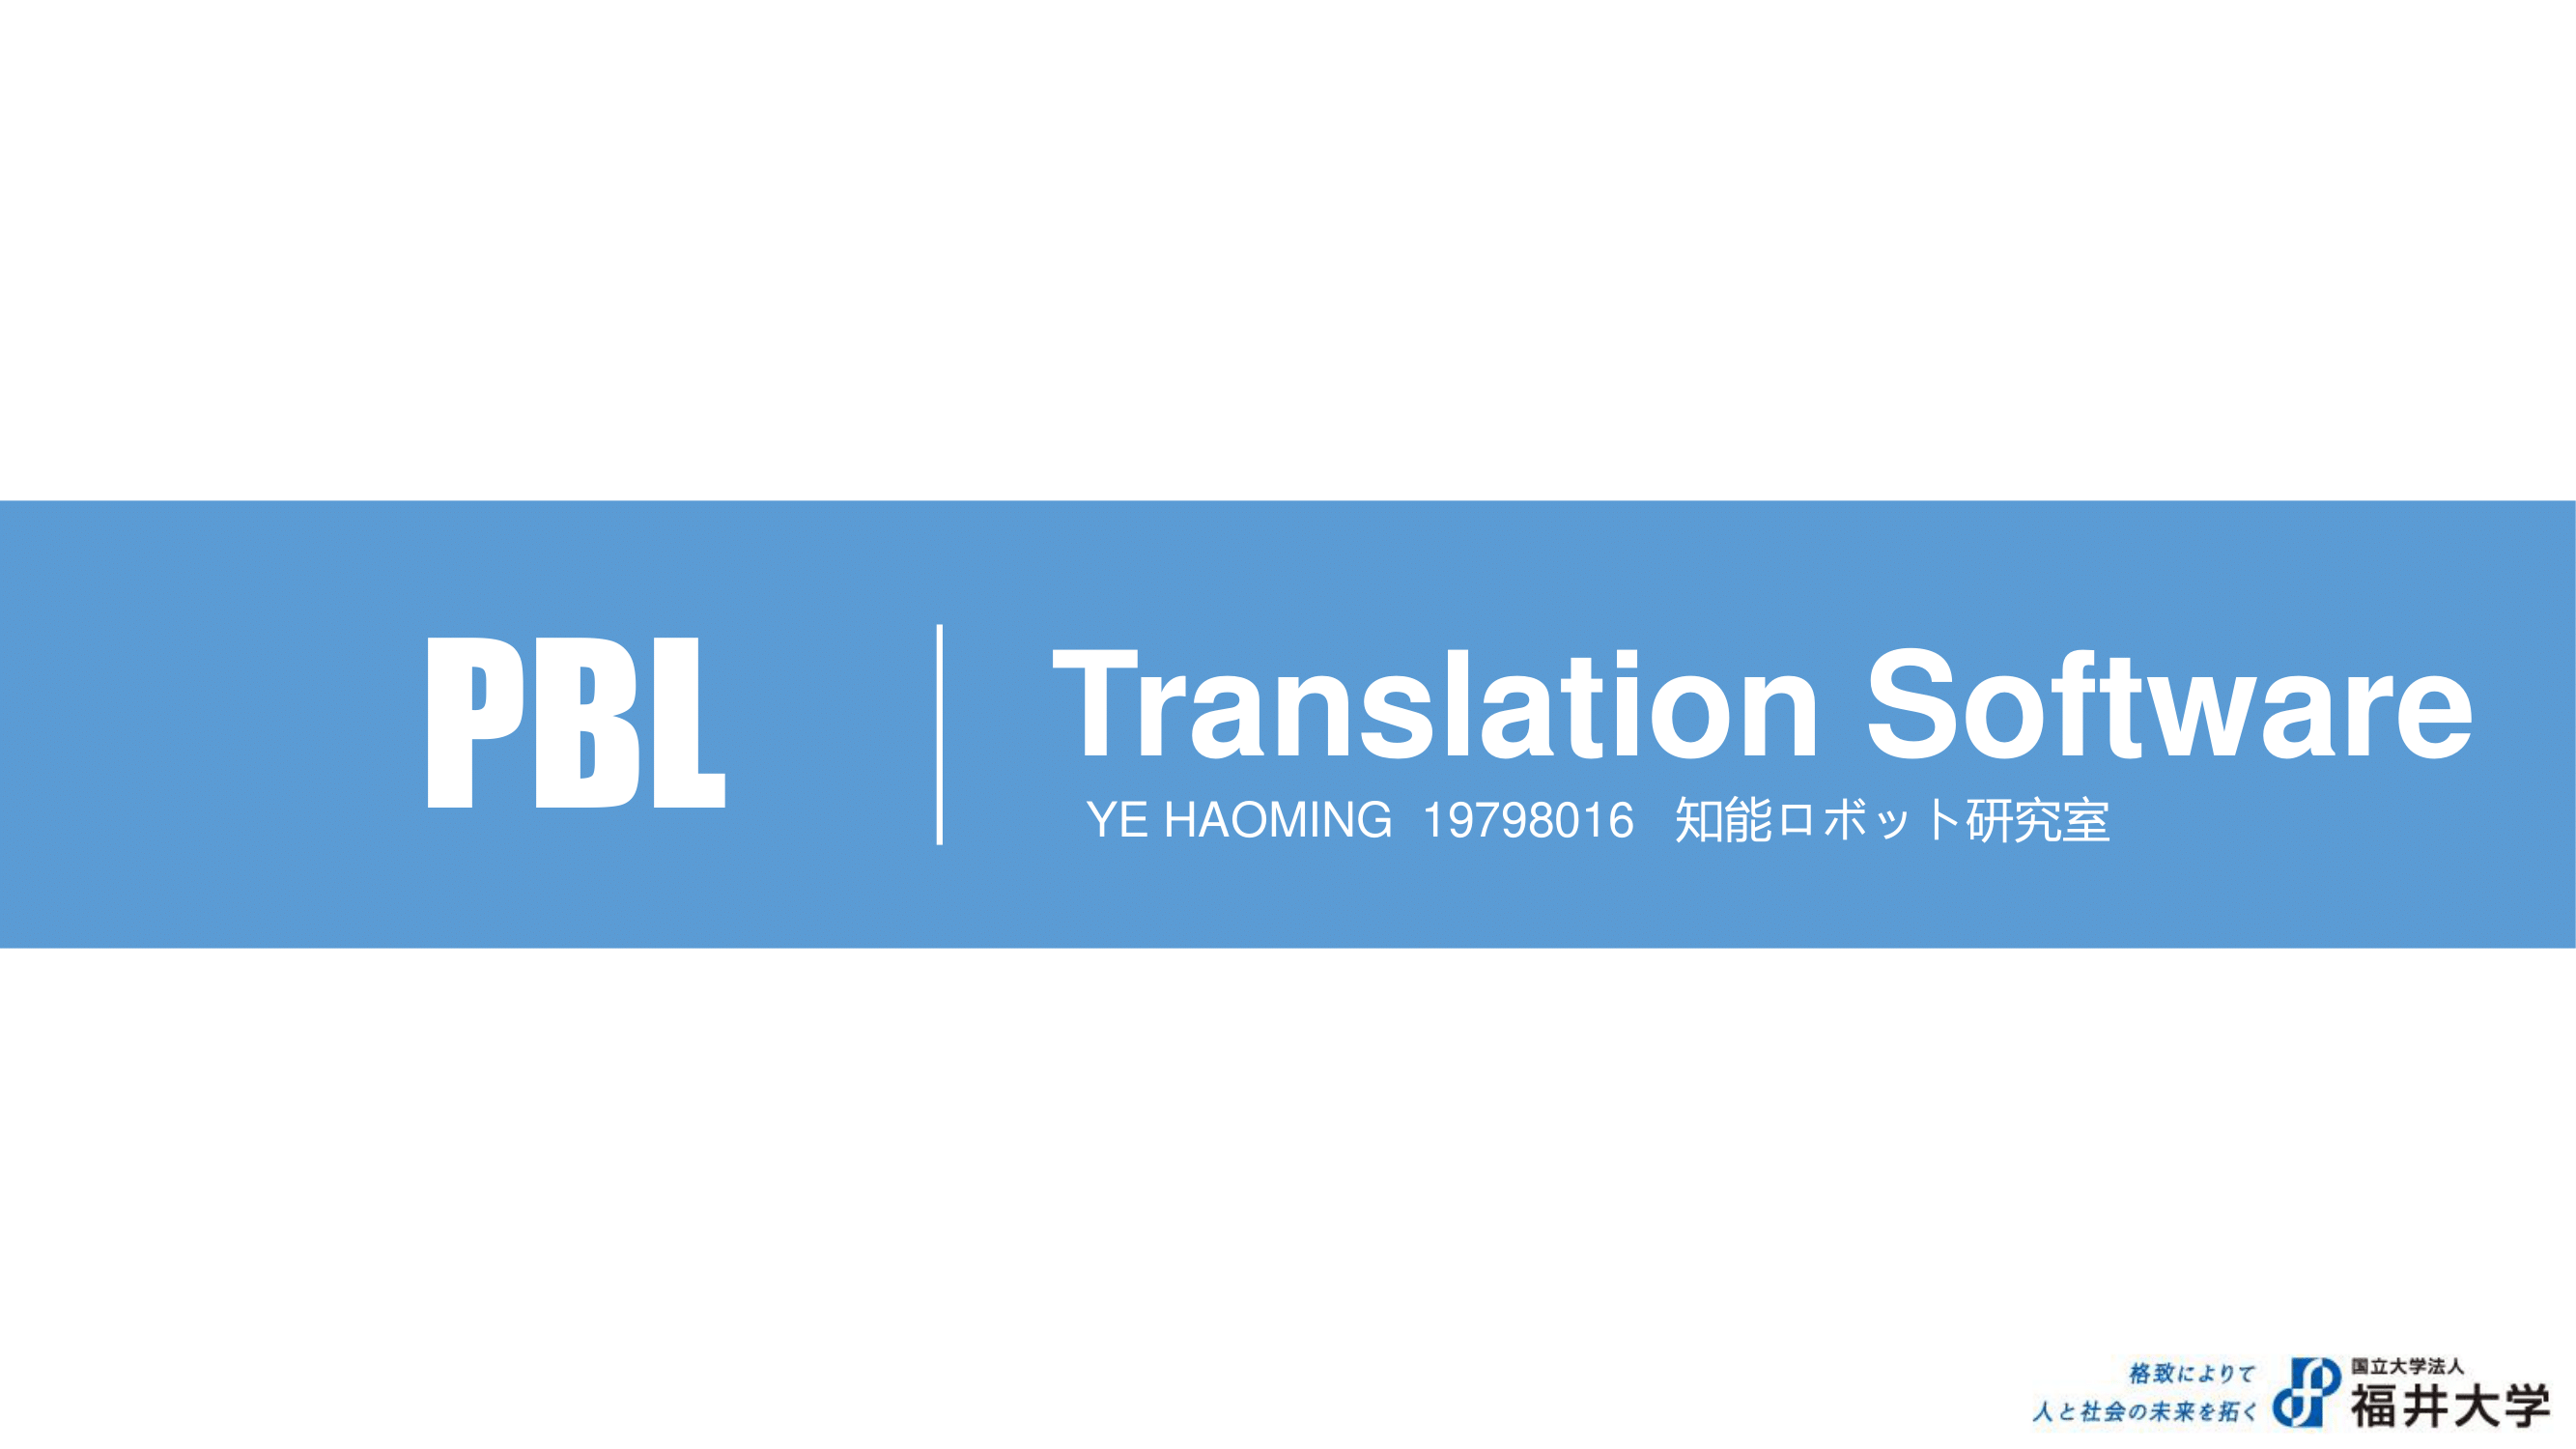 PBL
Translation Software
YE HAOMING 19798016 知能ロボット研究室
格致によりて
人と社会の未来を拓く
国立大学法人
福井大学